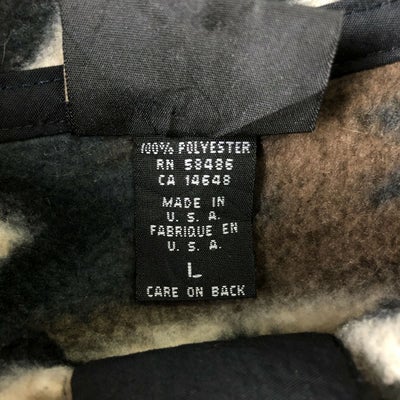 100% POLYESTER
RN 58486
CA 14648
MADE IN
U. S. A.
FABRIQUE EN
U. S. A.
L
CARE ON BACK